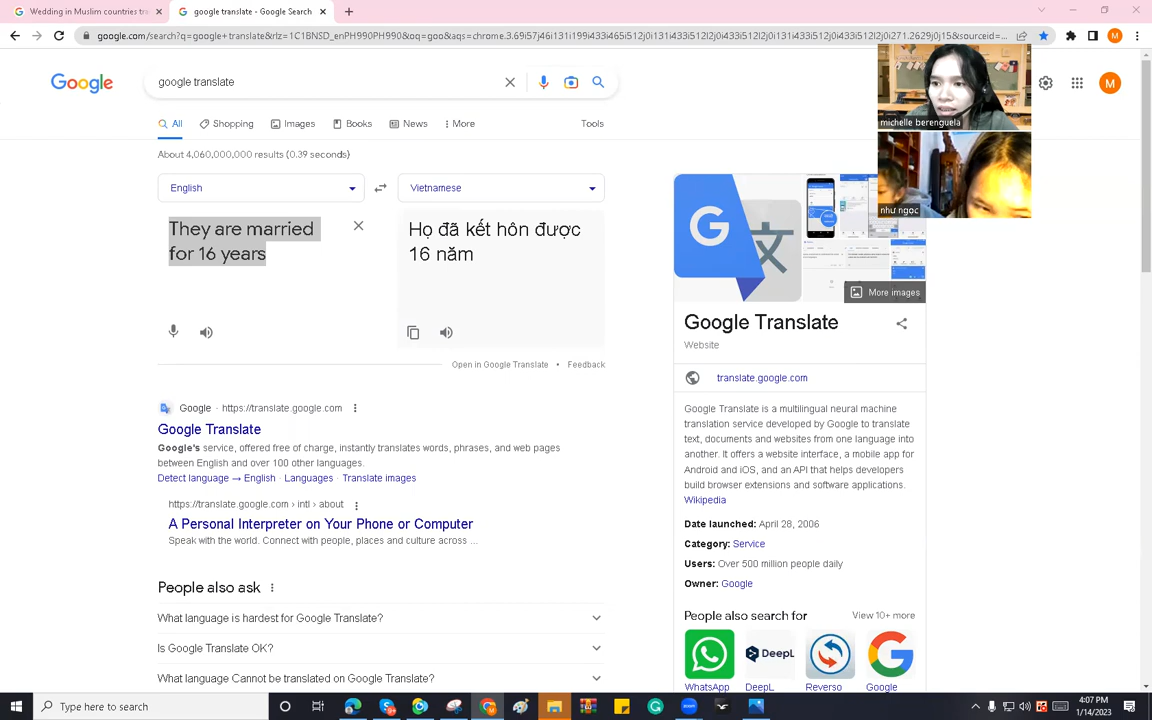 Wedding in Muslim countries tra
google translate - Google Search
google.com/search?q=google+translate&rlz=1C1BNSD_enPH990PH990&oq=goo&aqs=chrome.3.69i57j46i131i199i433i465i512j0i131i433i512l2j0i433i512j0i131i433i512j0i433i512l2j0i271.2629j0j15&sourceid=...
M
Google
google translate
M
michelle berenguela
All
Shopping
Images
Books
News
More
Tools
About 4,060,000,000 results (0.39 seconds)
English
Vietnamese
như ngọc
They are married
for 16 years
Họ đã kết hôn được
16 năm
More images
Open in Google Translate • Feedback
Google Translate
Website
translate.google.com
Google · https://translate.google.com
Google Translate
Google's service, offered free of charge, instantly translates words, phrases, and web pages
between English and over 100 other languages.
Detect language → English · Languages · Translate images
https://translate.google.com › intl › about
A Personal Interpreter on Your Phone or Computer
Speak with the world. Connect with people, places and culture across ...
Google Translate is a multilingual neural machine
translation service developed by Google to translate
text, documents and websites from one language into
another. It offers a website interface, a mobile app for
Android and iOS, and an API that helps developers
build browser extensions and software applications.
Wikipedia
Date launched: April 28, 2006
Category: Service
Users: Over 500 million people daily
Owner: Google
People also ask
What language is hardest for Google Translate?
Is Google Translate OK?
What language Cannot be translated on Google Translate?
People also search for
View 10+ more
DeepL
WhatsApp
DeepL
Reverso
Google
Type here to search
zoom
4:07 PM
1/14/2023